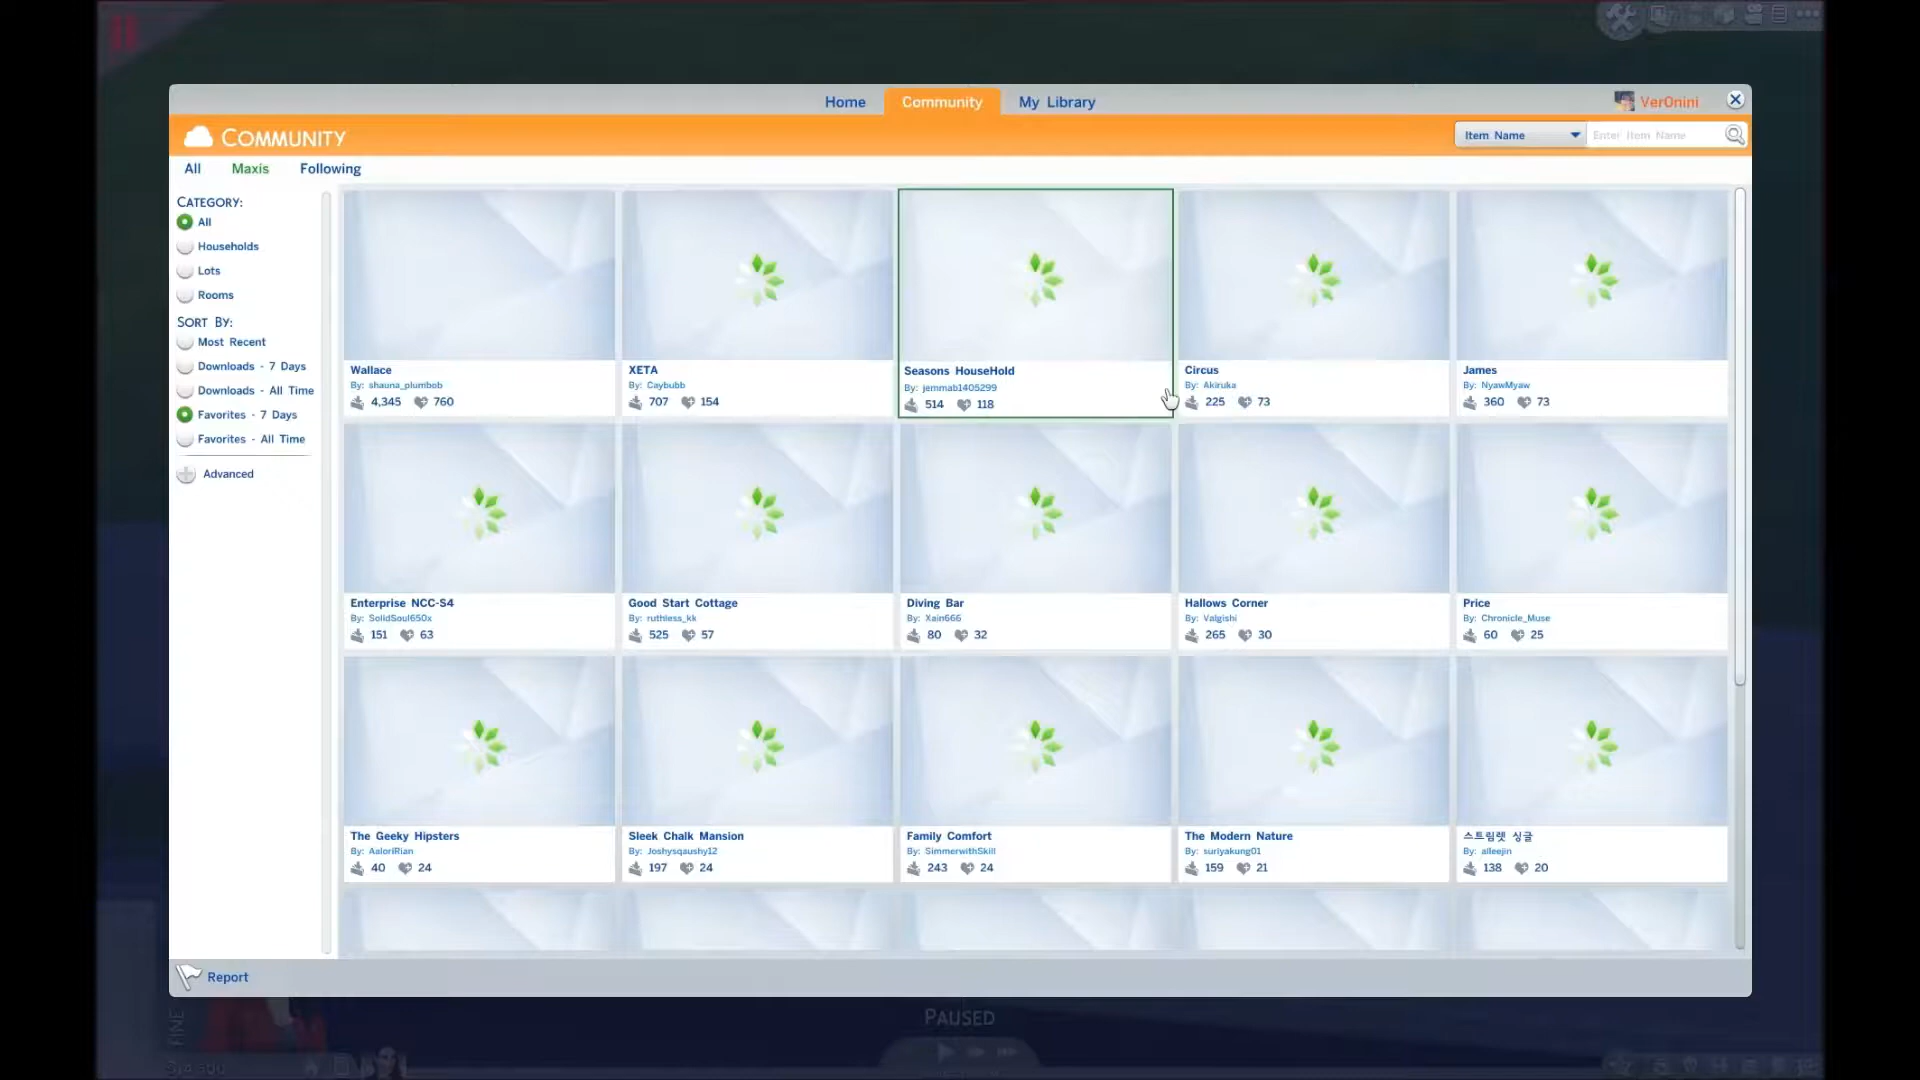 Home
Community
My Library
Ver0nini
COMMUNITY
Item Name
Enter Item Name
All
Maxis
Following
CATEGORY:
All
Households
Lots
Rooms
SORT BY:
Most Recent
Downloads - 7 Days
Downloads - All Time
Favorites - 7 Days
Favorites - All Time
Advanced
Wallace
By: shauna_plumbob
4,345 760
XETA
By: Caybubb
707 154
Seasons HouseHold
By: jemmab1405299
514 118
Circus
By: Akiruka
225 73
James
By: NyawMyaw
360 73
Enterprise NCC-S4
By: SolidSoul650x
151 63
Good Start Cottage
By: ruthless_kk
525 57
Diving Bar
By: Xain666
80 32
Hallows Corner
By: Valgishi
265 30
Price
By: Chronicle_Muse
60 25
The Geeky Hipsters
By: AaloriRian
40 24
Sleek Chalk Mansion
By: Joshysqaushy12
197 24
Family Comfort
By: SimmerwithSkill
243 24
The Modern Nature
By: suriyakung01
159 21
스트림렛 싱글
By: alleejin
138 20
Report
PAUSED
FINE